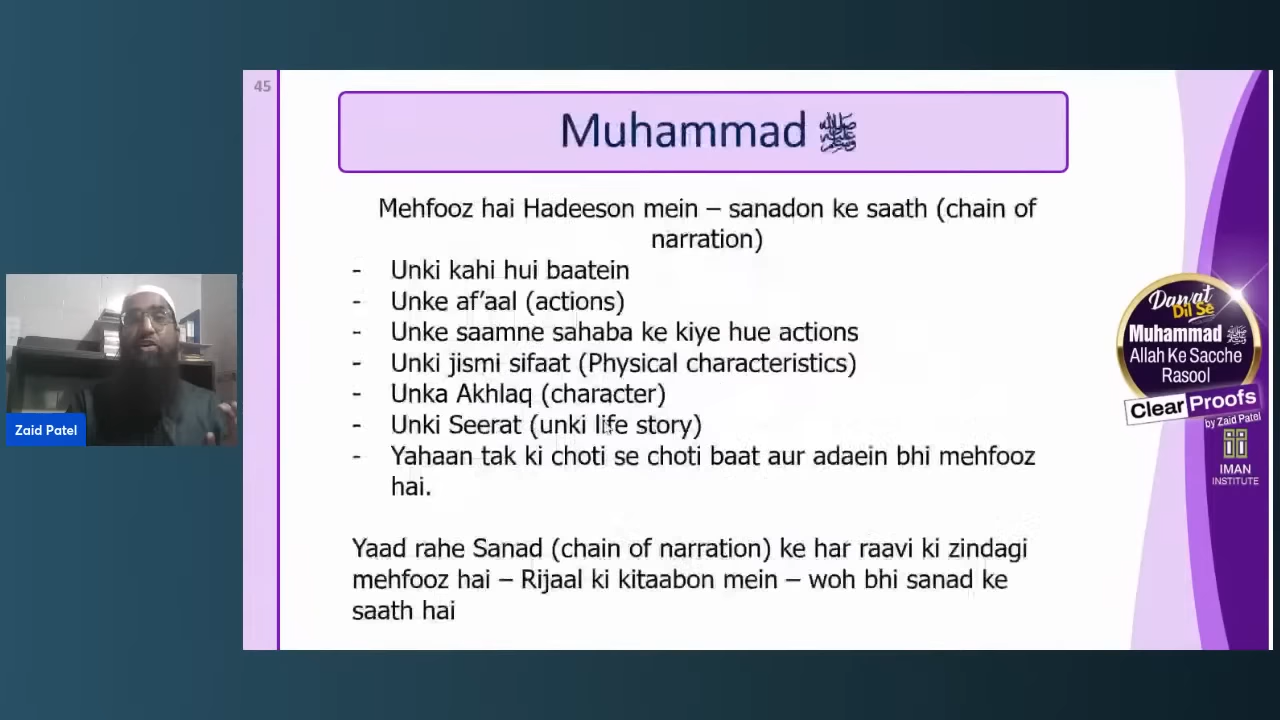 45
Muhammad ﷺ
Mehfooz hai Hadeeson mein – sanadon ke saath (chain of
narration)
- Unki kahi hui baatein
- Unke af’aal (actions)
- Unke saamne sahaba ke kiye hue actions
- Unki jismi sifaat (Physical characteristics)
- Unka Akhlaq (character)
- Unki Seerat (unki life story)
- Yahaan tak ki choti se choti baat aur adaein bhi mehfooz
hai.
Yaad rahe Sanad (chain of narration) ke har raavi ki zindagi
mehfooz hai – Rijaal ki kitaabon mein – woh bhi sanad ke
saath hai
Zaid Patel
Dawat
Dil Se
Muhammad ﷺ
Allah Ke Sacche
Rasool
Clear Proofs
by Zaid Patel
IMAN
INSTITUTE